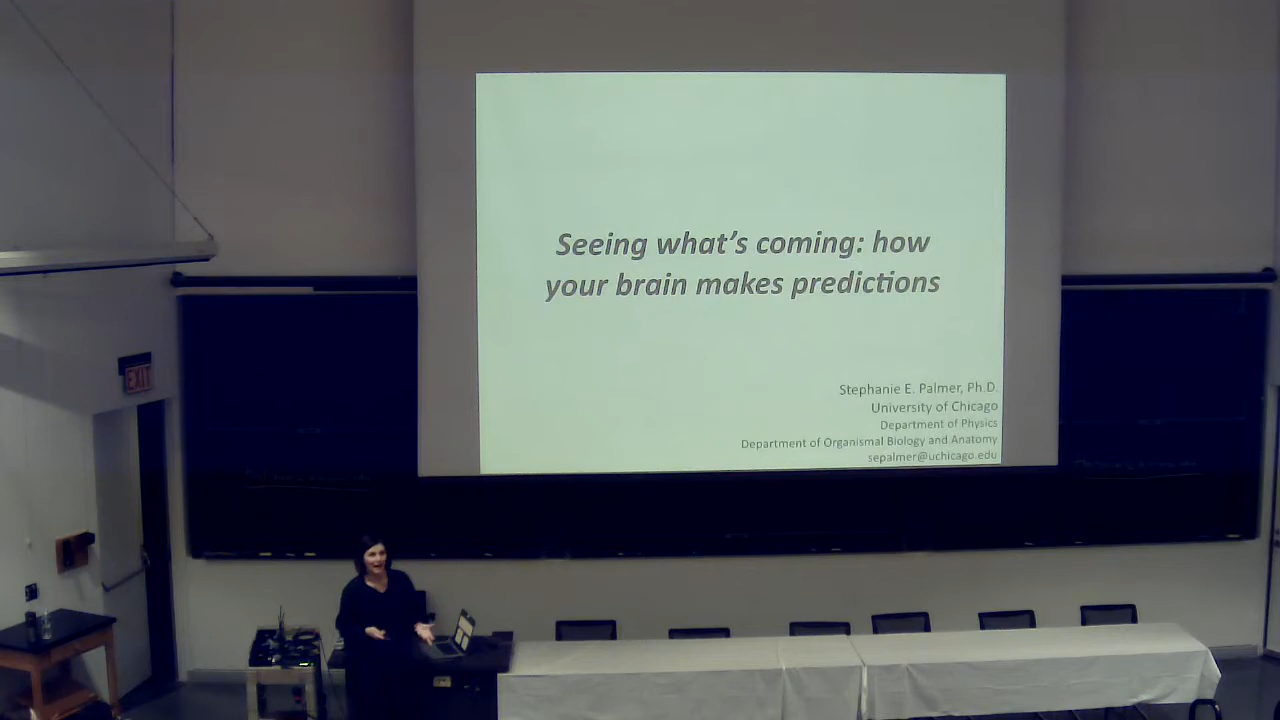 Seeing what's coming: how
your brain makes predictions
Stephanie E. Palmer, Ph.D.
University of Chicago
Department of Physics
Department of Organismal Biology and Anatomy
sepalmer@uchicago.edu
EXIT